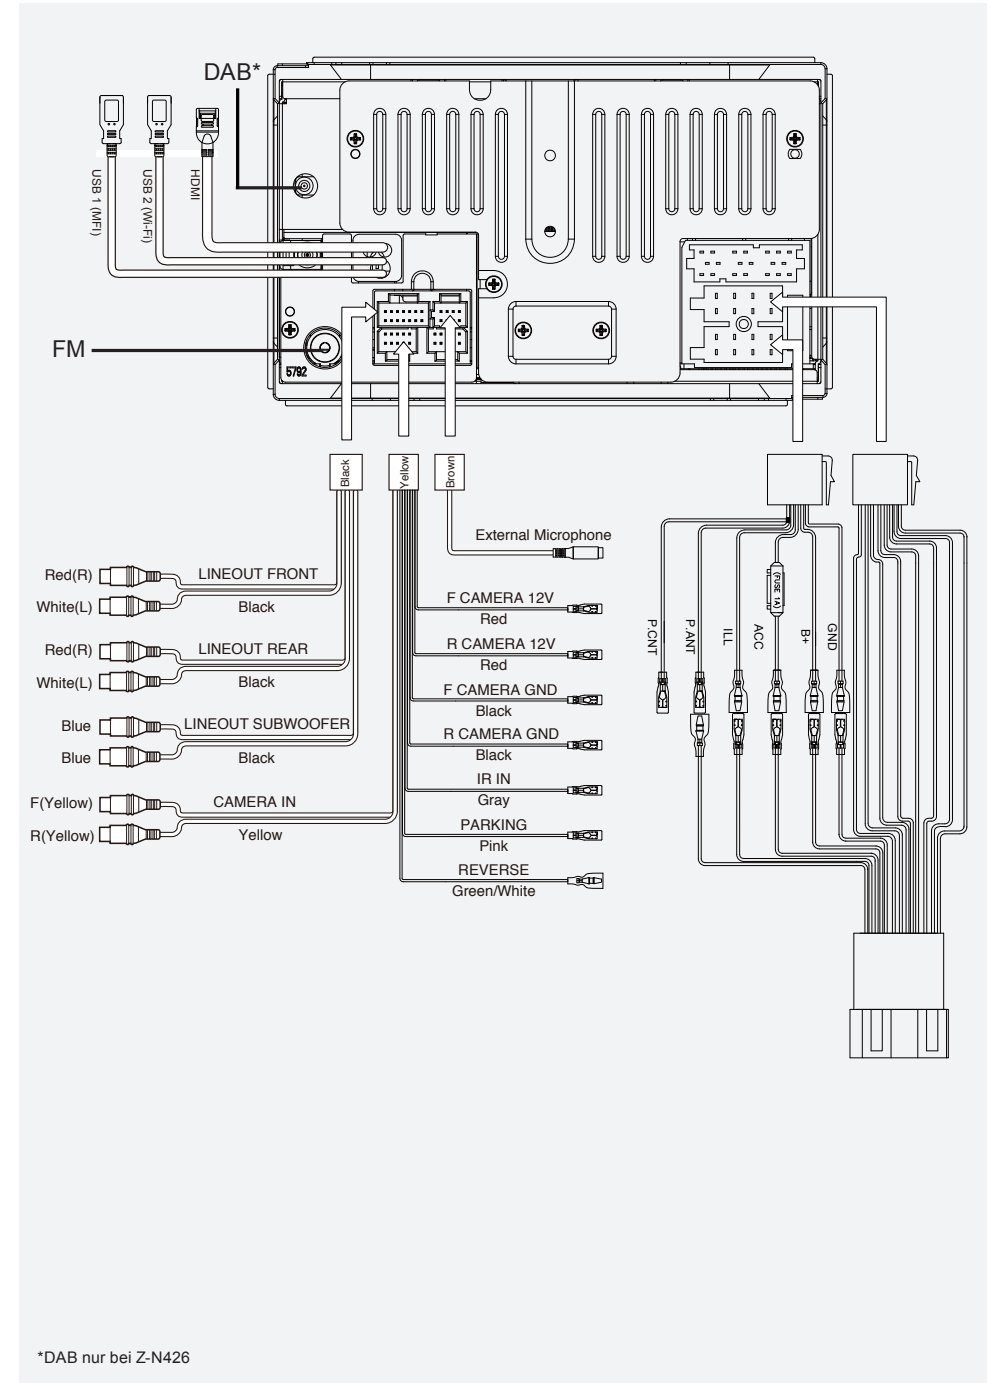 DAB*
USB 1 (MFI)
USB 2 (Wi-Fi)
HDMI
FM
5792
Black
Yellow
Brown
External Microphone
Red(R)
LINEOUT FRONT
White(L)
Black
Red(R)
LINEOUT REAR
White(L)
Black
Blue
LINEOUT SUBWOOFER
Blue
Black
F(Yellow)
CAMERA IN
R(Yellow)
Yellow
F CAMERA 12V
Red
R CAMERA 12V
Red
F CAMERA GND
Black
R CAMERA GND
Black
IR IN
Gray
PARKING
Pink
REVERSE
Green/White
P.CNT
P.ANT
ILL
ACC
(FUSE 1A)
B+
GND
*DAB nur bei Z-N426